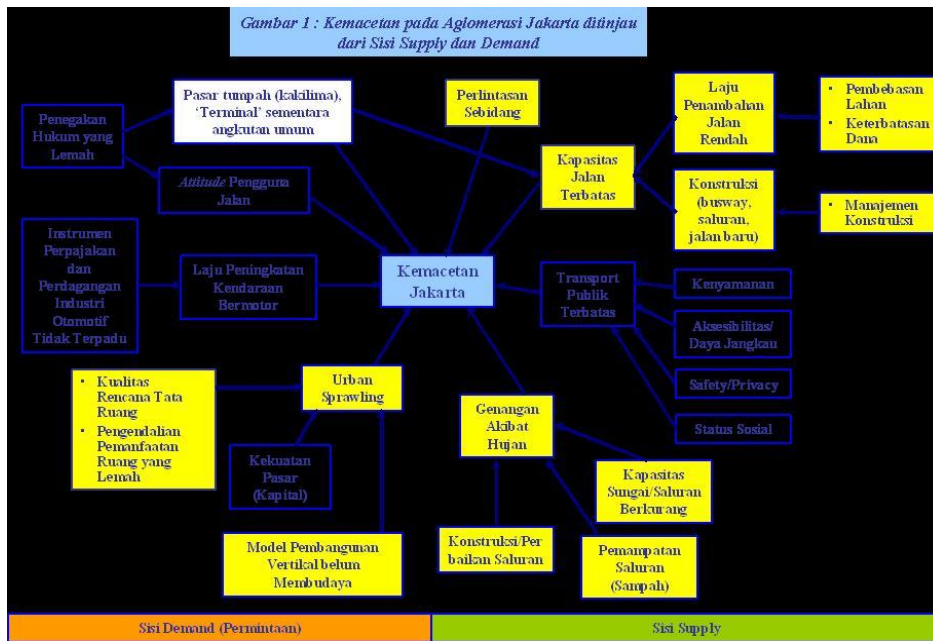 Gambar 1 : Kemacetan pada Aglomerasi Jakarta ditinjau
dari Sisi Supply dan Demand
Penegakan
Hukum yang
Lemah
Pasar tumpah (kakilima),
‘Terminal’ sementara
angkutan umum
Perlintasan
Sebidang
Laju
Penambahan
Jalan
Rendah
• Pembebasan
Lahan
• Keterbatasan
Dana
Attitude Pengguna
Jalan
Kapasitas
Jalan
Terbatas
Konstruksi
(busway,
saluran,
jalan baru)
• Manajemen
Konstruksi
Instrumen
Perpajakan
dan
Perdagangan
Industri
Otomotif
Tidak Terpadu
Laju Peningkatan
Kendaraan
Bermotor
Kemacetan
Jakarta
Transport
Publik
Terbatas
Kenyamanan
Aksesibilitas/
Daya Jangkau
Safety/Privacy
Status Sosial
• Kualitas
Rencana Tata
Ruang
• Pengendalian
Pemanfaatan
Ruang yang
Lemah
Urban
Sprawling
Kekuatan
Pasar
(Kapital)
Model Pembangunan
Vertikal belum
Membudaya
Genangan
Akibat
Hujan
Kapasitas
Sungai/Saluran
Berkurang
Konstruksi/Per
baikan Saluran
Pemampatan
Saluran
(Sampah)
Sisi Demand (Permintaan)
Sisi Supply